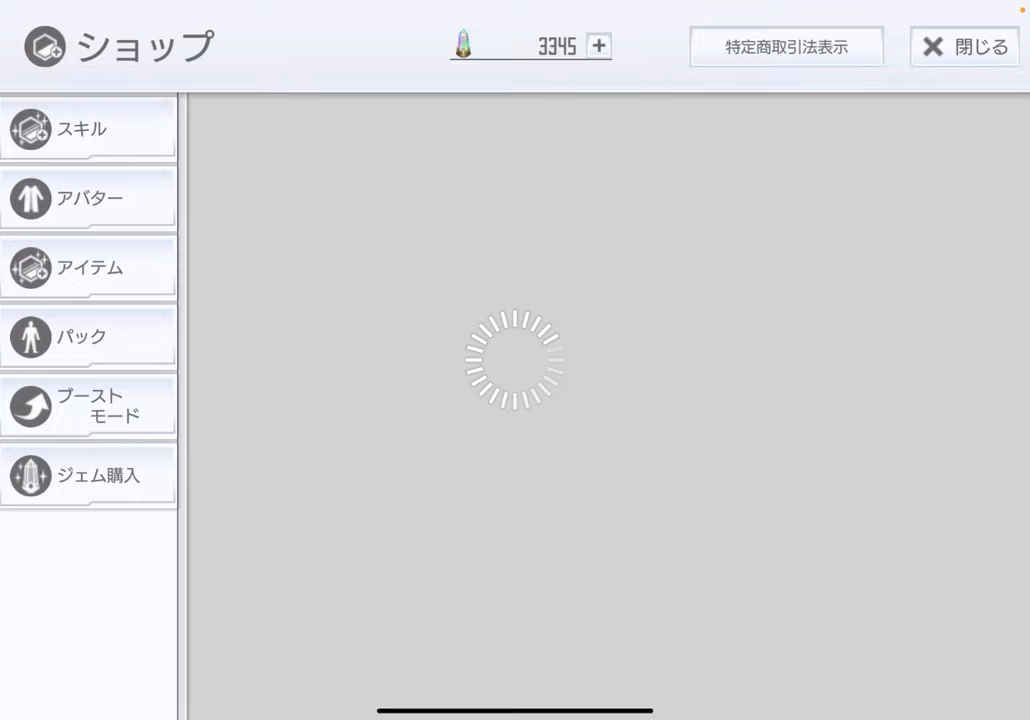 ショップ
3345
特定商取引法表示
閉じる
スキル
アバター
アイテム
パック
ブースト
モード
ジェム購入